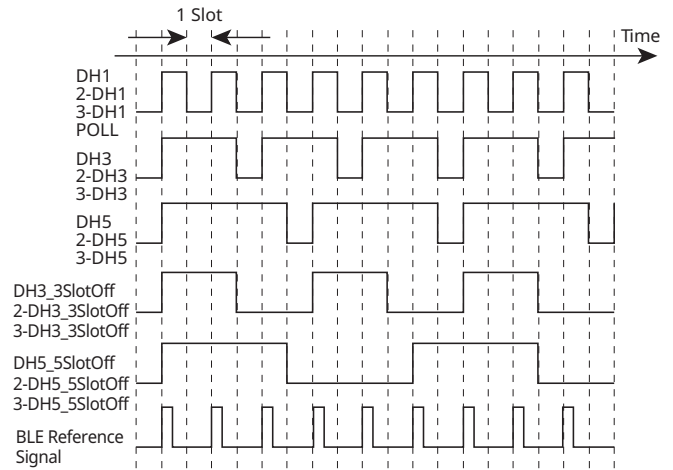 1 Slot
Time
DH1
2-DH1
3-DH1
POLL
DH3
2-DH3
3-DH3
DH5
2-DH5
3-DH5
DH3_3SlotOff
2-DH3_3SlotOff
3-DH3_3SlotOff
DH5_5SlotOff
2-DH5_5SlotOff
3-DH5_5SlotOff
BLE Reference
Signal